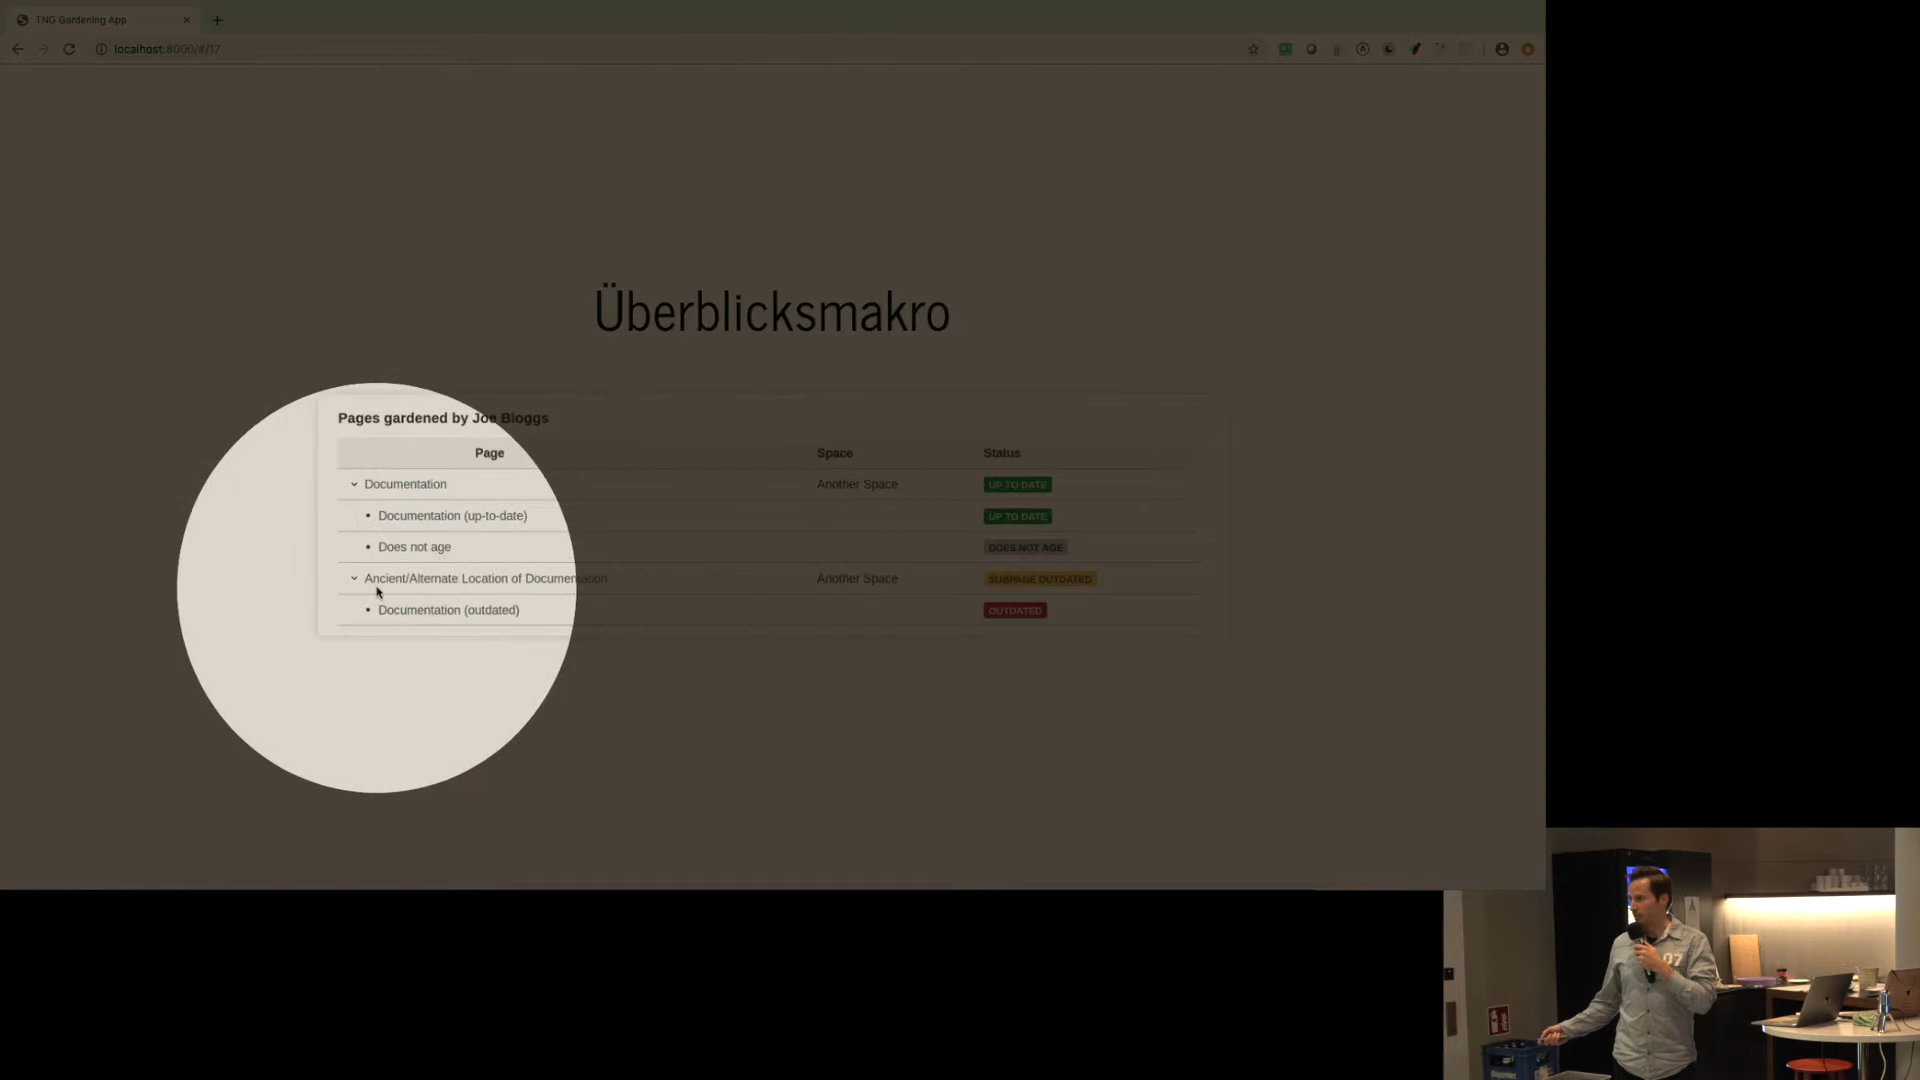 TNG Gardening App
localhost:8000/#/17
Überblicksmakro
Pages gardened by Joe Bloggs
Page Space Status
Documentation Another Space UP TO DATE
• Documentation (up-to-date) UP TO DATE
• Does not age DOES NOT AGE
Ancient/Alternate Location of Documentation Another Space SUBPAGE OUTDATED
• Documentation (outdated) OUTDATED
97